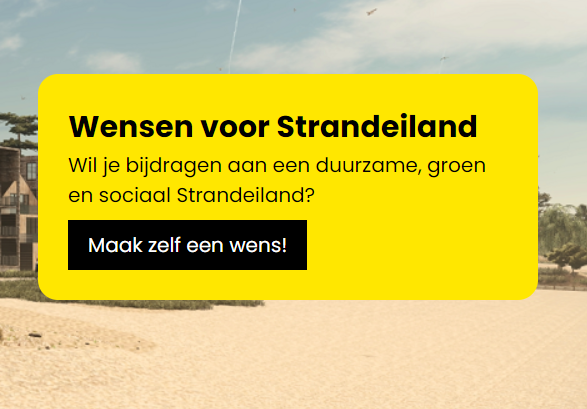 Wensen voor Strandeiland
Wil je bijdragen aan een duurzame, groen
en sociaal Strandeiland?
Maak zelf een wens!